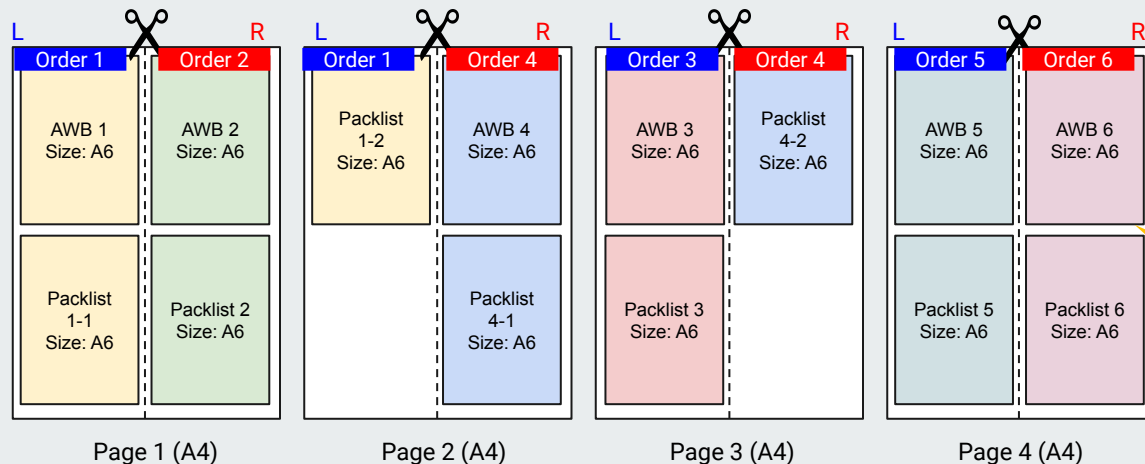 L
R
Order 1
Order 2
AWB 1
Size: A6
AWB 2
Size: A6
Packlist
1-1
Size: A6
Packlist 2
Size: A6
Page 1 (A4)
L
R
Order 1
Order 4
Packlist
1-2
Size: A6
AWB 4
Size: A6
Packlist
4-1
Size: A6
Page 2 (A4)
L
R
Order 3
Order 4
AWB 3
Size: A6
Packlist
4-2
Size: A6
Packlist 3
Size: A6
Page 3 (A4)
L
R
Order 5
Order 6
AWB 5
Size: A6
AWB 6
Size: A6
Packlist 5
Size: A6
Packlist 6
Size: A6
Page 4 (A4)